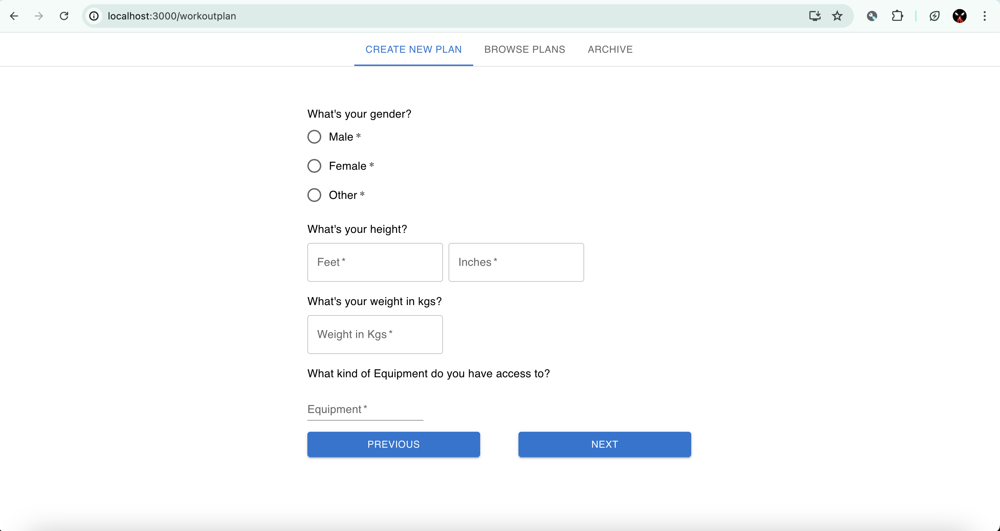 localhost:3000/workoutplan
CREATE NEW PLAN BROWSE PLANS ARCHIVE
What's your gender?
Male *
Female *
Other *
What's your height?
Feet * Inches *
What's your weight in kgs?
Weight in Kgs *
What kind of Equipment do you have access to?
Equipment *
PREVIOUS NEXT